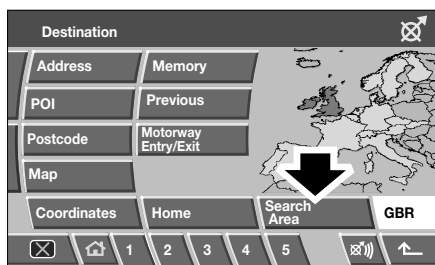 Destination
Address
Memory
POI
Previous
Postcode
Motorway
Entry/Exit
Map
Coordinates
Home
Search
Area
GBR
1 2 3 4 5